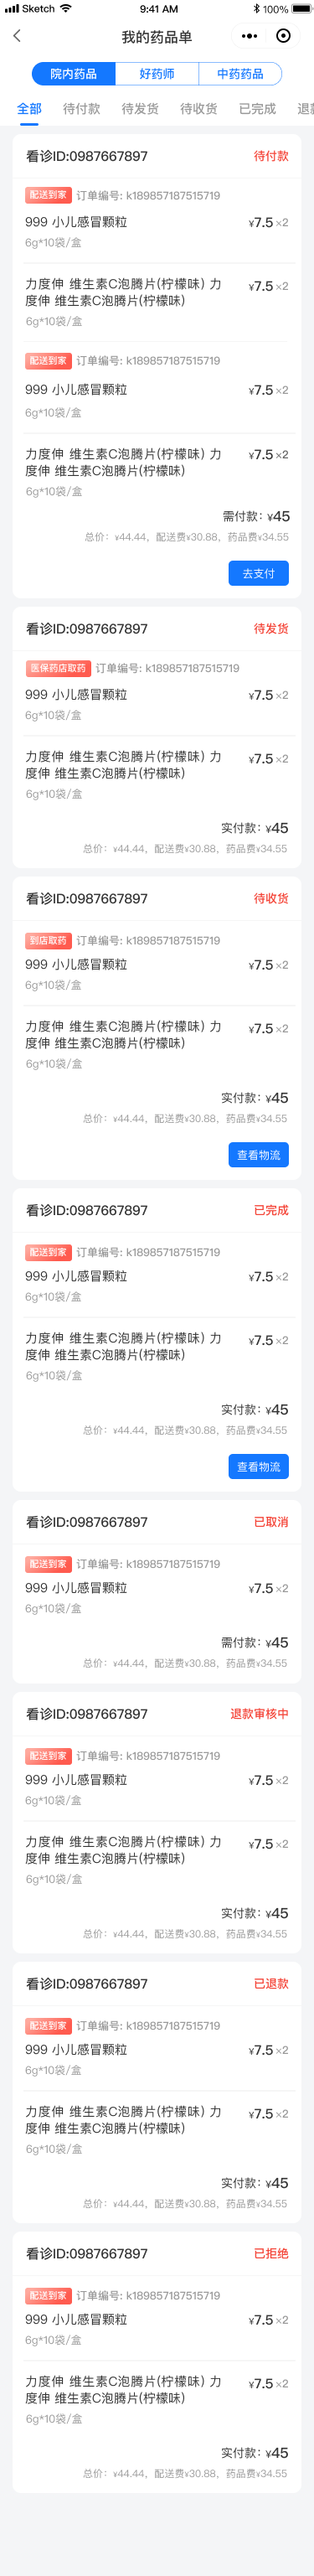 Sketch 9:41 AM 100%
我的药品单
院内药品 好药师 中药药品
全部 待付款 待发货 待收货 已完成 退款
看诊ID:0987667897 待付款
配送到家 订单编号: k189857187515719
999 小儿感冒颗粒 ¥7.5 ×2
6g*10袋/盒
力度伸 维生素C泡腾片(柠檬味) 力 ¥7.5 ×2
度伸 维生素C泡腾片(柠檬味)
6g*10袋/盒
配送到家 订单编号: k189857187515719
999 小儿感冒颗粒 ¥7.5 ×2
6g*10袋/盒
力度伸 维生素C泡腾片(柠檬味) 力 ¥7.5 ×2
度伸 维生素C泡腾片(柠檬味)
6g*10袋/盒
需付款: ¥45
总价: ¥44.44, 配送费¥30.88, 药品费¥34.55
去支付
看诊ID:0987667897 待发货
医保药店取药 订单编号: k189857187515719
999 小儿感冒颗粒 ¥7.5 ×2
6g*10袋/盒
力度伸 维生素C泡腾片(柠檬味) 力 ¥7.5 ×2
度伸 维生素C泡腾片(柠檬味)
6g*10袋/盒
实付款: ¥45
总价: ¥44.44, 配送费¥30.88, 药品费¥34.55
看诊ID:0987667897 待收货
到店取药 订单编号: k189857187515719
999 小儿感冒颗粒 ¥7.5 ×2
6g*10袋/盒
力度伸 维生素C泡腾片(柠檬味) 力 ¥7.5 ×2
度伸 维生素C泡腾片(柠檬味)
6g*10袋/盒
实付款: ¥45
总价: ¥44.44, 配送费¥30.88, 药品费¥34.55
查看物流
看诊ID:0987667897 已完成
配送到家 订单编号: k189857187515719
999 小儿感冒颗粒 ¥7.5 ×2
6g*10袋/盒
力度伸 维生素C泡腾片(柠檬味) 力 ¥7.5 ×2
度伸 维生素C泡腾片(柠檬味)
6g*10袋/盒
实付款: ¥45
总价: ¥44.44, 配送费¥30.88, 药品费¥34.55
查看物流
看诊ID:0987667897 已取消
配送到家 订单编号: k189857187515719
999 小儿感冒颗粒 ¥7.5 ×2
6g*10袋/盒
需付款: ¥45
总价: ¥44.44, 配送费¥30.88, 药品费¥34.55
看诊ID:0987667897 退款审核中
配送到家 订单编号: k189857187515719
999 小儿感冒颗粒 ¥7.5 ×2
6g*10袋/盒
力度伸 维生素C泡腾片(柠檬味) 力 ¥7.5 ×2
度伸 维生素C泡腾片(柠檬味)
6g*10袋/盒
实付款: ¥45
总价: ¥44.44, 配送费¥30.88, 药品费¥34.55
看诊ID:0987667897 已退款
配送到家 订单编号: k189857187515719
999 小儿感冒颗粒 ¥7.5 ×2
6g*10袋/盒
力度伸 维生素C泡腾片(柠檬味) 力 ¥7.5 ×2
度伸 维生素C泡腾片(柠檬味)
6g*10袋/盒
实付款: ¥45
总价: ¥44.44, 配送费¥30.88, 药品费¥34.55
看诊ID:0987667897 已拒绝
配送到家 订单编号: k189857187515719
999 小儿感冒颗粒 ¥7.5 ×2
6g*10袋/盒
力度伸 维生素C泡腾片(柠檬味) 力 ¥7.5 ×2
度伸 维生素C泡腾片(柠檬味)
6g*10袋/盒
实付款: ¥45
总价: ¥44.44, 配送费¥30.88, 药品费¥34.55